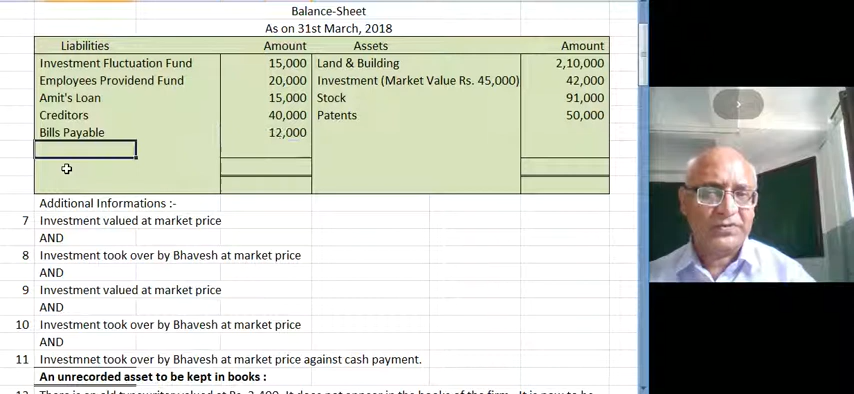 Balance-Sheet
As on 31st March, 2018
Liabilities Amount Assets Amount
Investment Fluctuation Fund 15,000 Land & Building 2,10,000
Employees Providend Fund 20,000 Investment (Market Value Rs. 45,000) 42,000
Amit's Loan 15,000 Stock 91,000
Creditors 40,000 Patents 50,000
Bills Payable 12,000
Additional Informations :-
7 Investment valued at market price
AND
8 Investment took over by Bhavesh at market price
AND
9 Investment valued at market price
AND
10 Investment took over by Bhavesh at market price
AND
11 Investmnet took over by Bhavesh at market price against cash payment.
An unrecorded asset to be kept in books :